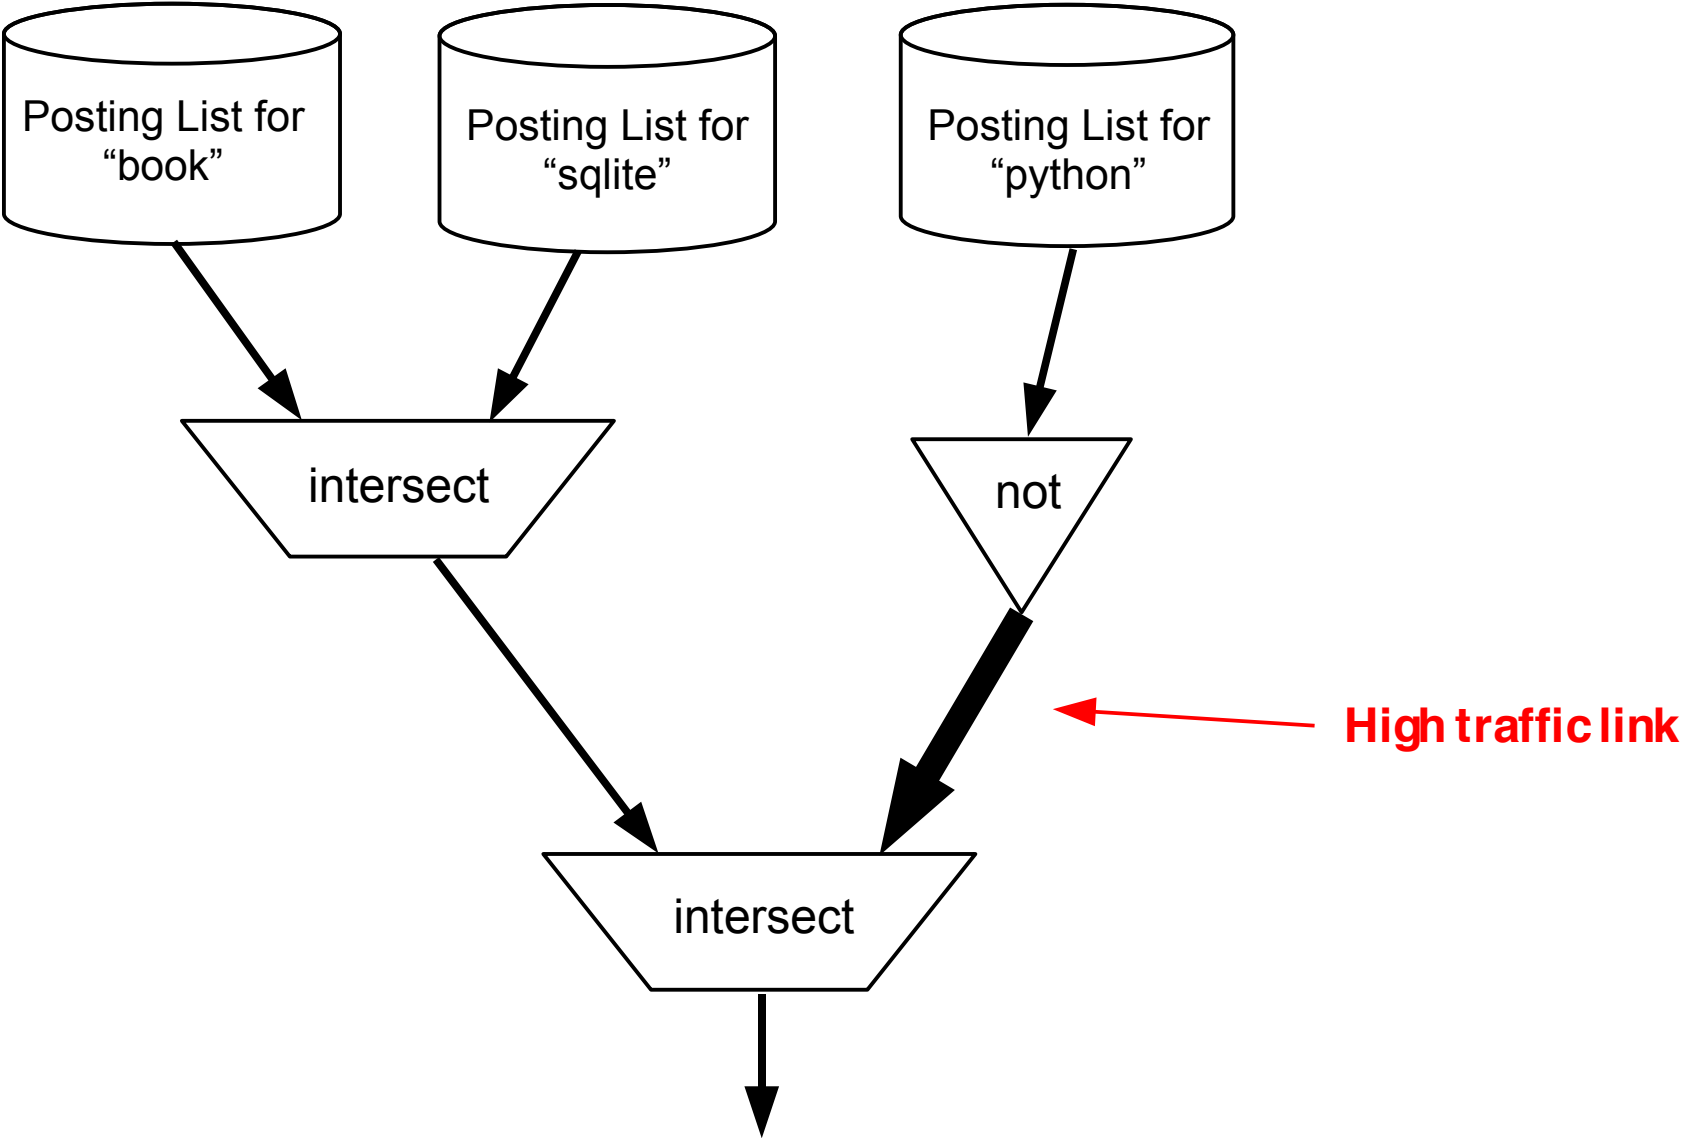 Posting List for
“book”
Posting List for
“sqlite”
Posting List for
“python”
intersect
not
High traffic link
intersect